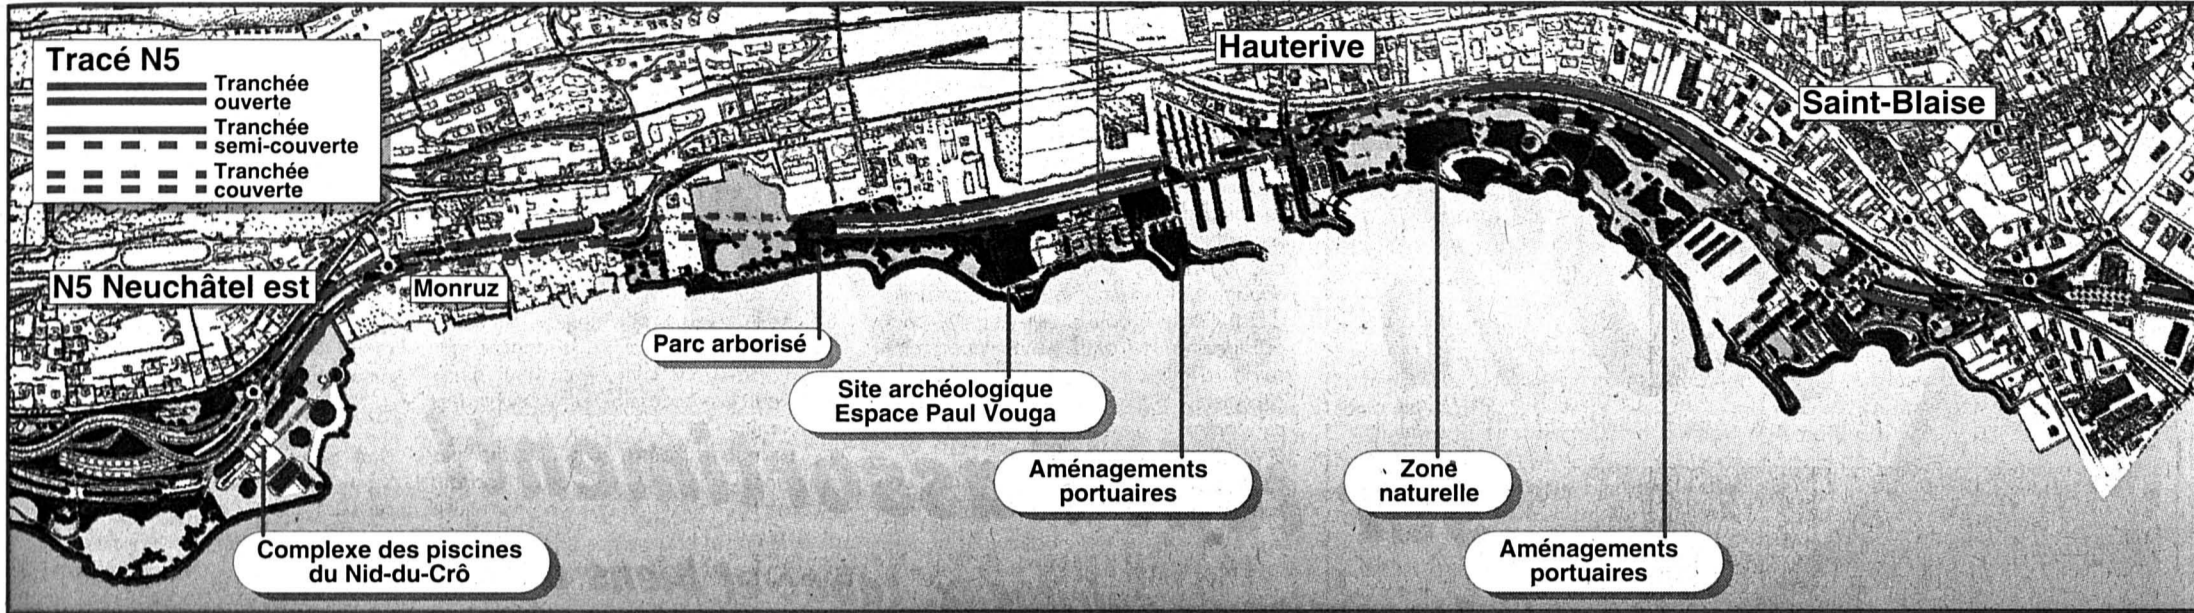 Tracé N5
Tranchée
ouverte
Tranchée
semi-couverte
Tranchée
couverte
Hauterive
Saint-Blaise
N5 Neuchâtel est
Monruz
Parc arborisé
Site archéologique
Espace Paul Vouga
Aménagements
portuaires
Zone
naturelle
Aménagements
portuaires
Complexe des piscines
du Nid-du-Crô